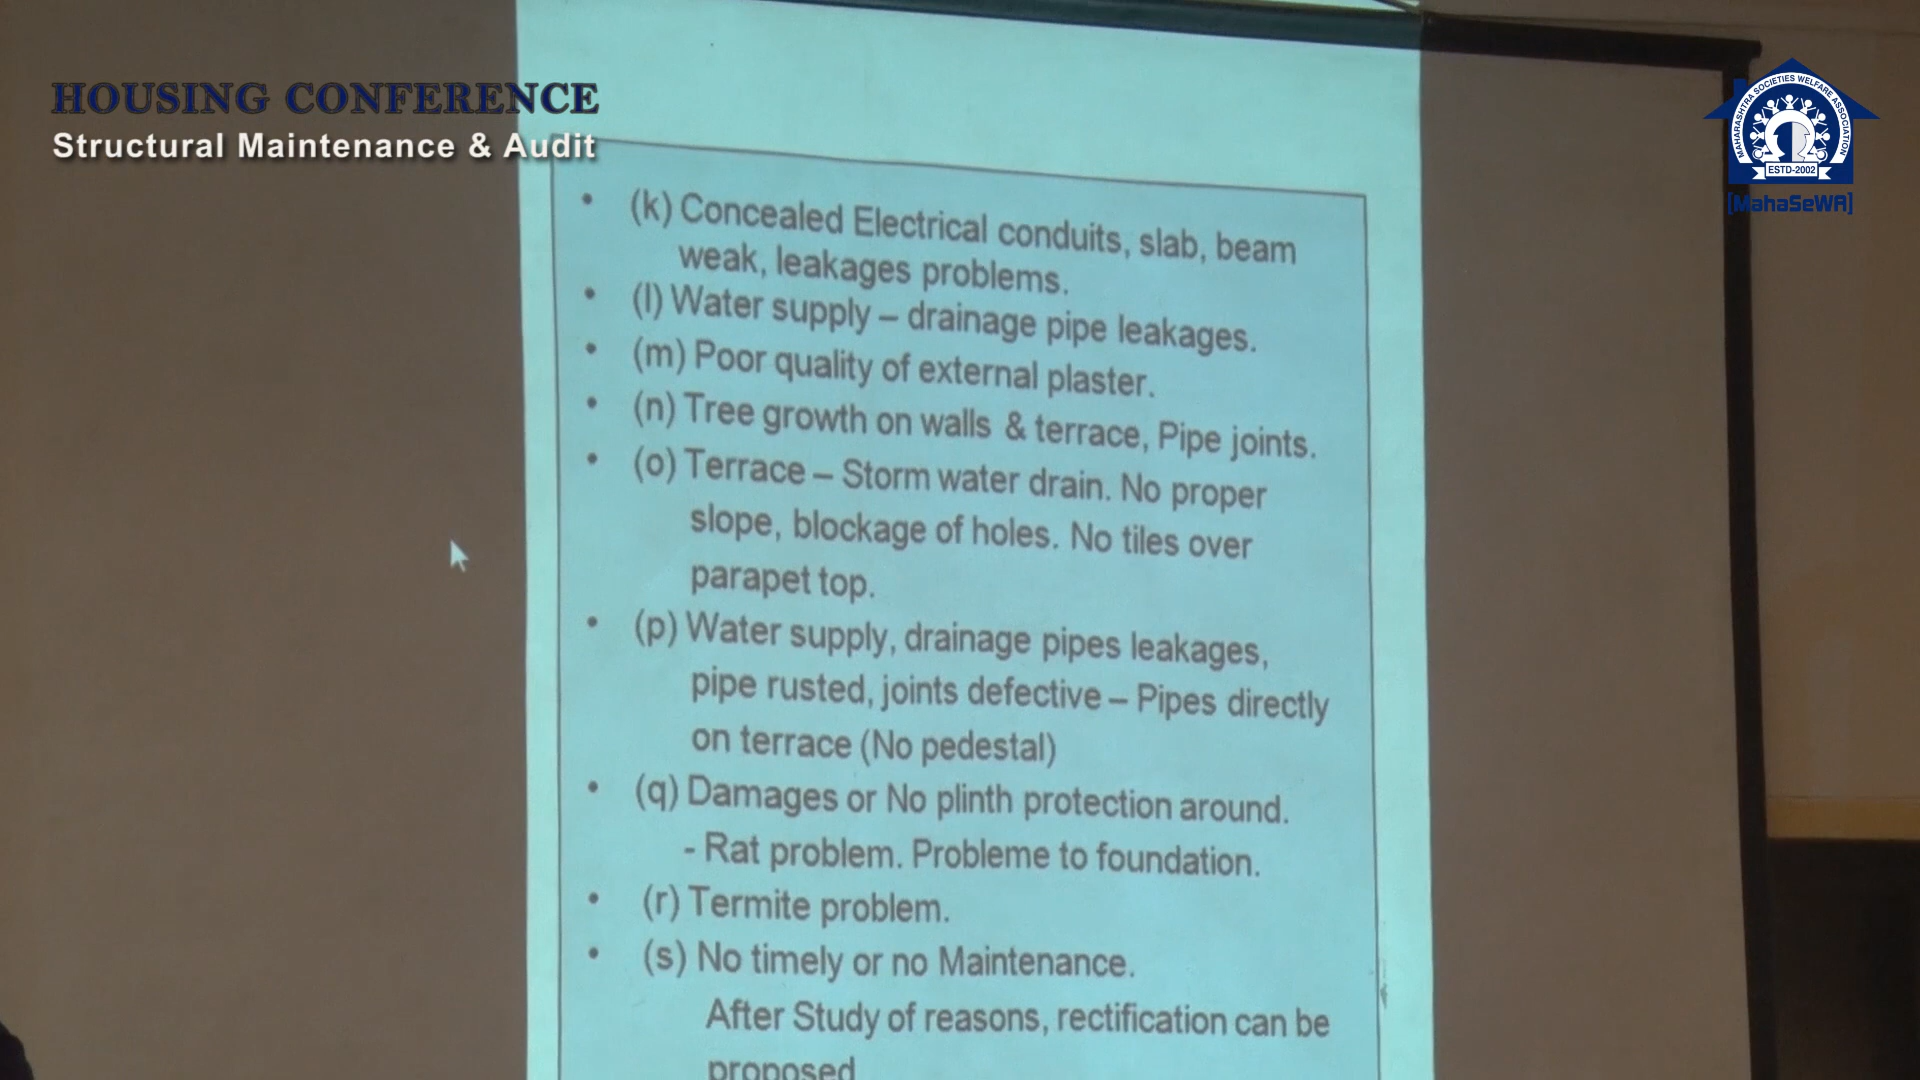 HOUSING CONFERENCE
Structural Maintenance & Audit
MAHARASHTRA SOCIETIES WELFARE ASSOCIATION
ESTD-2002
[MahaSeWA]
• (k) Concealed Electrical conduits, slab, beam
weak, leakages problems.
• (l) Water supply – drainage pipe leakages.
• (m) Poor quality of external plaster.
• (n) Tree growth on walls & terrace, Pipe joints.
• (o) Terrace – Storm water drain. No proper
slope, blockage of holes. No tiles over
parapet top.
• (p) Water supply, drainage pipes leakages,
pipe rusted, joints defective – Pipes directly
on terrace (No pedestal)
• (q) Damages or No plinth protection around.
- Rat problem. Probleme to foundation.
• (r) Termite problem.
• (s) No timely or no Maintenance.
After Study of reasons, rectification can be
proposed